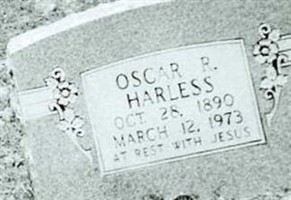 OSCAR R.
HARLESS
OCT. 28, 1890
MARCH 12, 1973
AT REST WITH JESUS